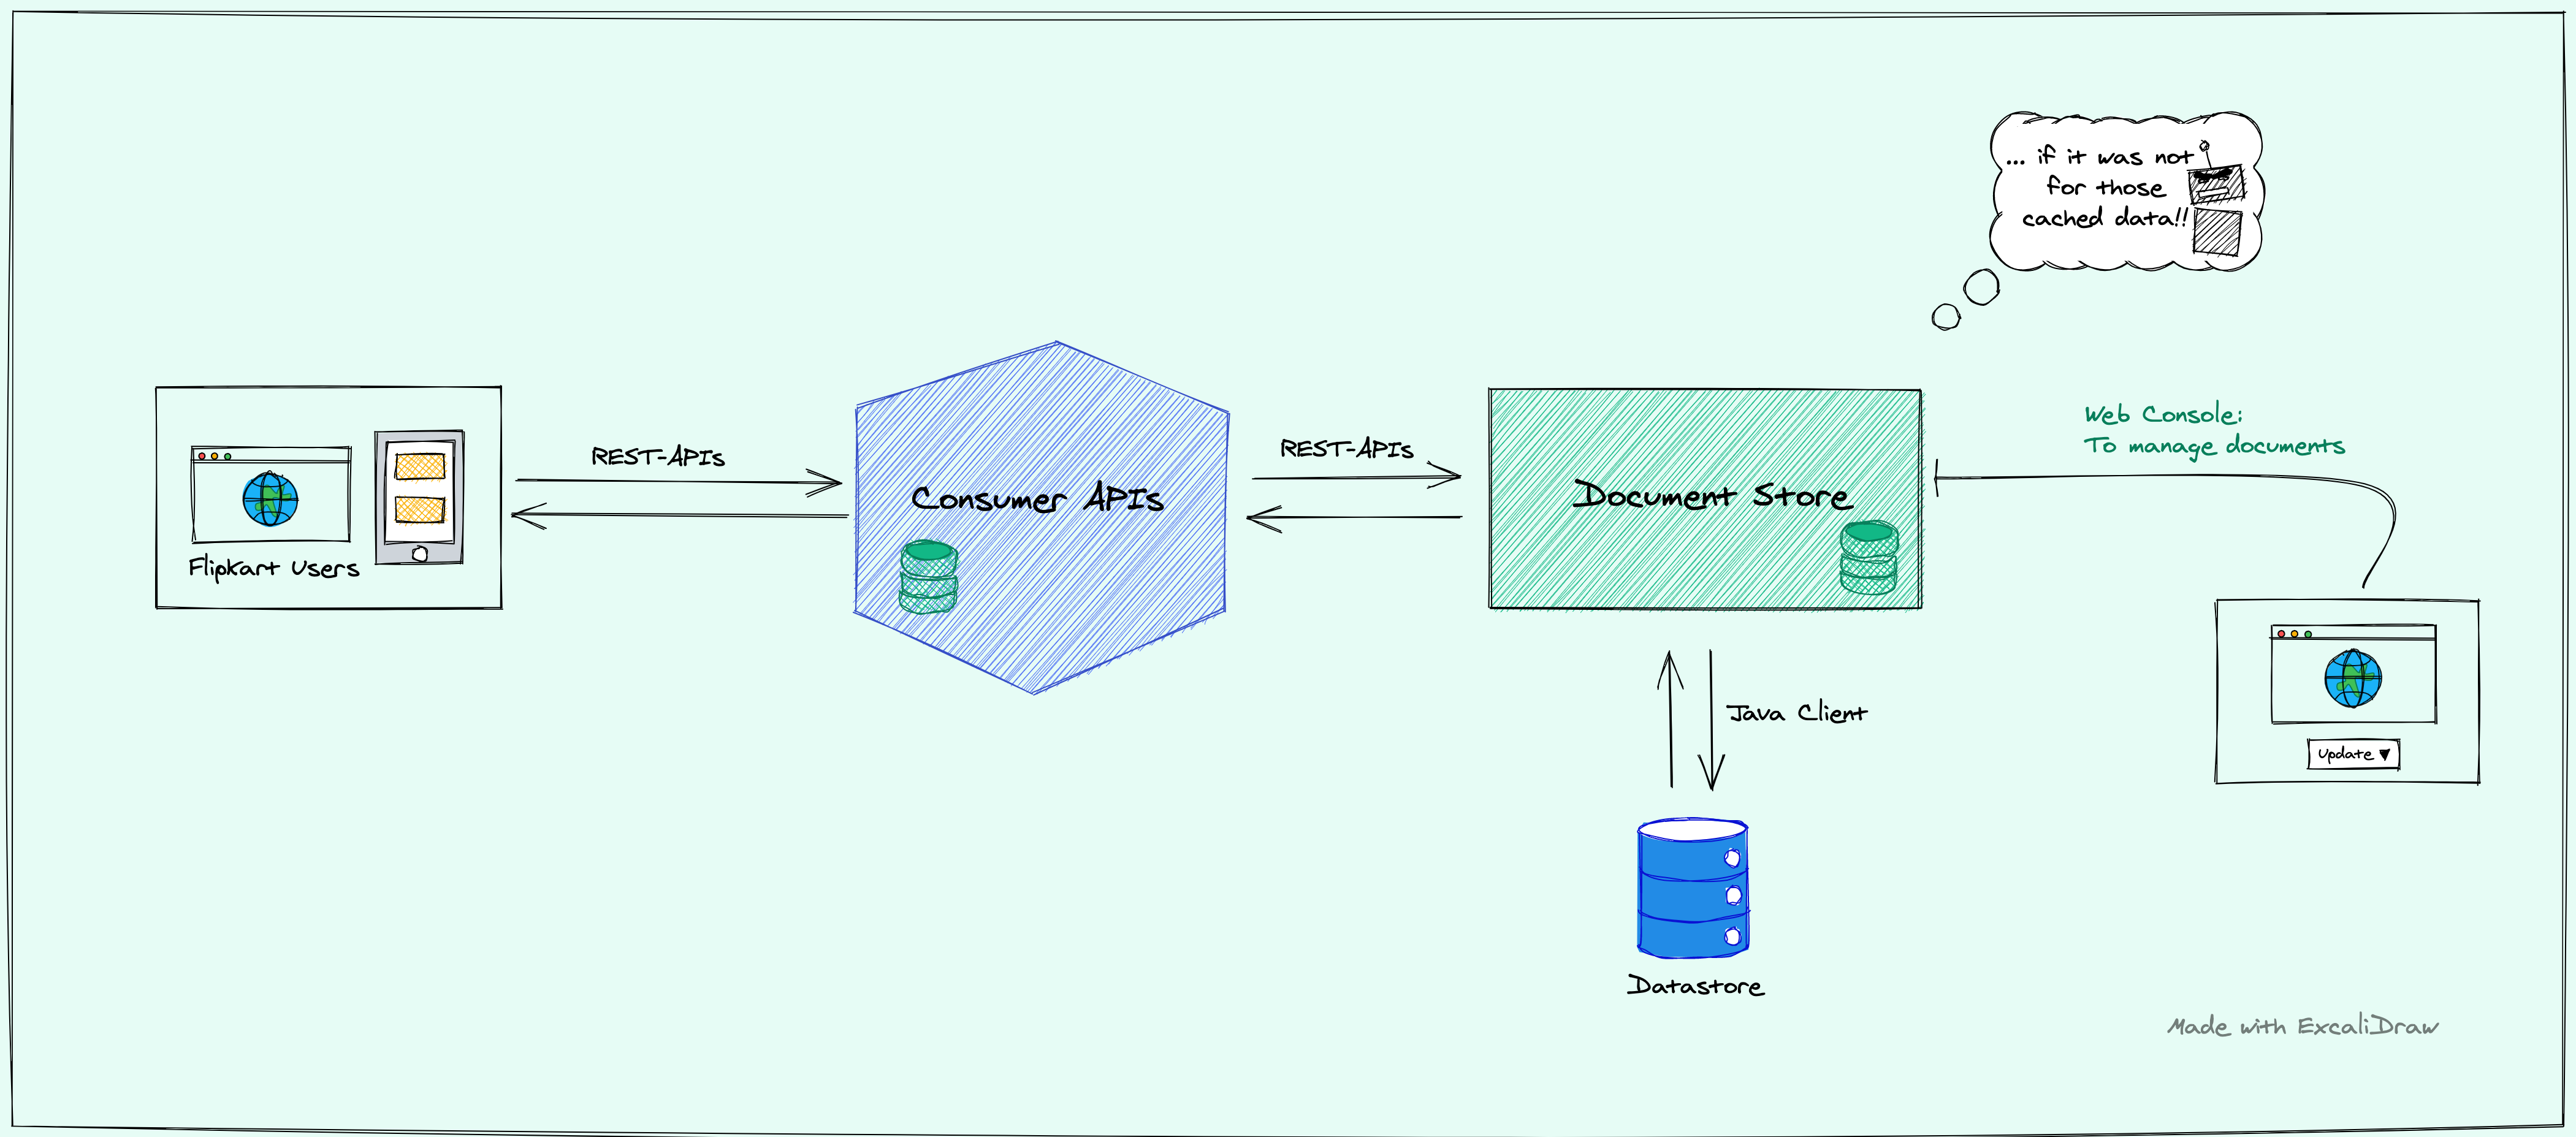 ... if it was not
for those
cached data!!
Web Console:
To manage documents
REST-APIs
REST-APIs
Consumer APIs
Document Store
Flipkart Users
Java Client
Update ▼
Datastore
Made with ExcaliDraw